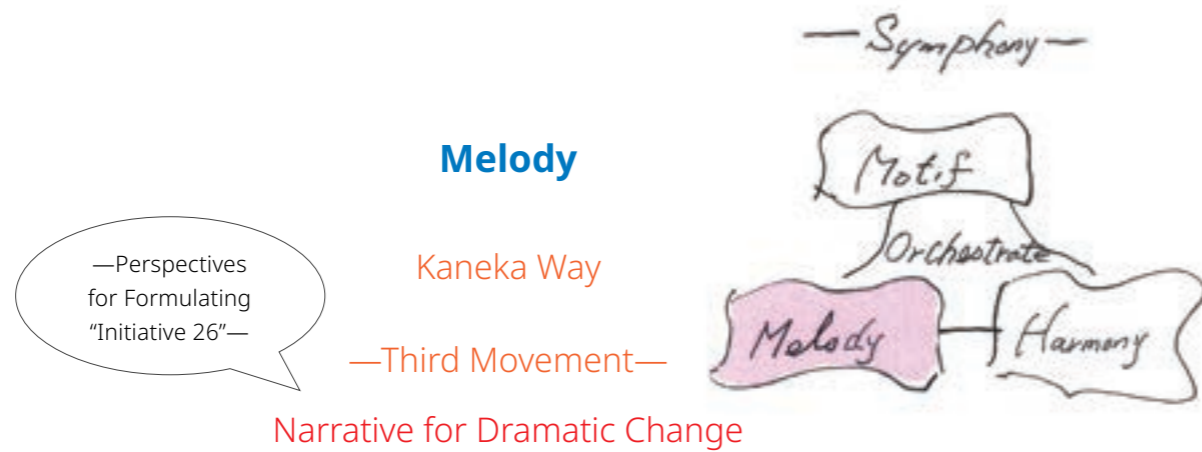 Melody
—Perspectives
for Formulating
“Initiative 26”—
Kaneka Way
—Third Movement—
Narrative for Dramatic Change
—Symphony—
Motif
Orchestrate
Melody
Harmony